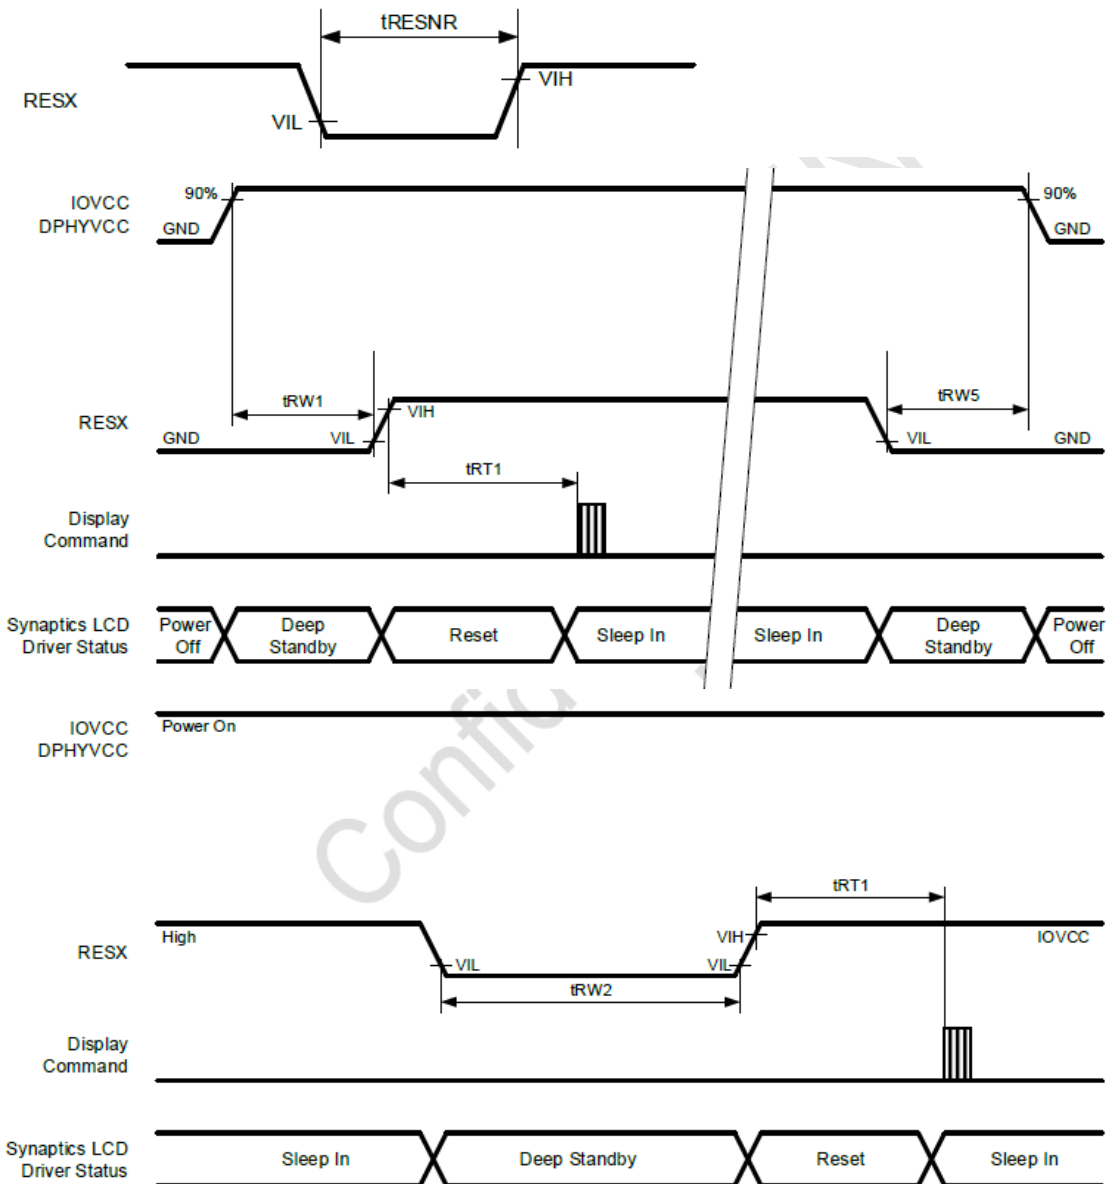 tRESNR
RESX
VIH
VIL
IOVCC
DPHYVCC
90%
GND
90%
GND
tRW1
tRW5
RESX
GND
VIL
VIH
VIL
GND
tRT1
Display
Command
Synaptics LCD
Driver Status
Power
Off
Deep
Standby
Reset
Sleep In
Sleep In
Deep
Standby
Power
Off
IOVCC
DPHYVCC
Power On
tRT1
RESX
High
VIL
VIH
VIL
IOVCC
tRW2
Display
Command
Synaptics LCD
Driver Status
Sleep In
Deep Standby
Reset
Sleep In